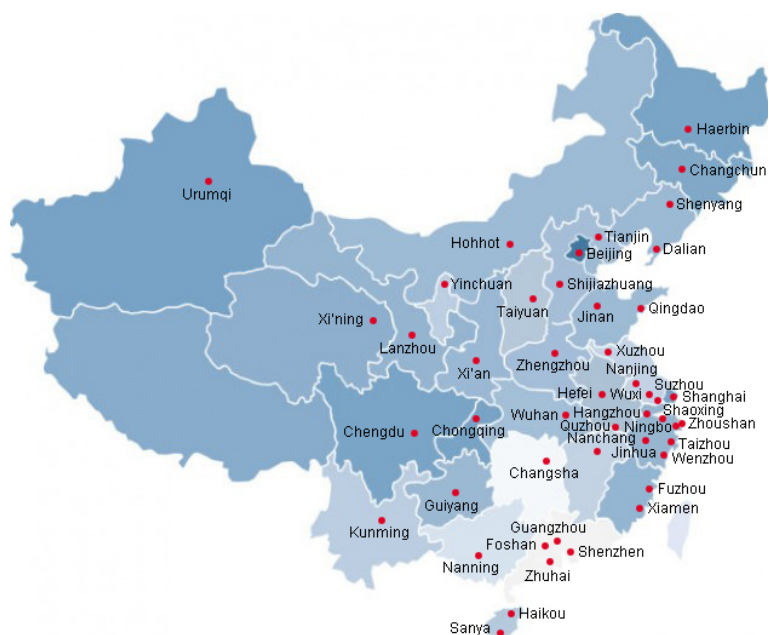 Haerbin
Changchun
Urumqi
Shenyang
Tianjin
Hohhot
Dalian
Beijing
Yinchuan
Shijiazhuang
Taiyuan
Jinan
Qingdao
Xi'ning
Lanzhou
Xuzhou
Zhengzhou
Xi'an
Nanjing
Suzhou
Hefei
Wuxi
Shanghai
Wuhan
Hangzhou
Shaoxing
Chengdu
Chongqing
Quzhou
Ningbo
Zhoushan
Nanchang
Taizhou
Jinhua
Wenzhou
Changsha
Fuzhou
Guiyang
Xiamen
Kunming
Guangzhou
Foshan
Shenzhen
Nanning
Zhuhai
Haikou
Sanya